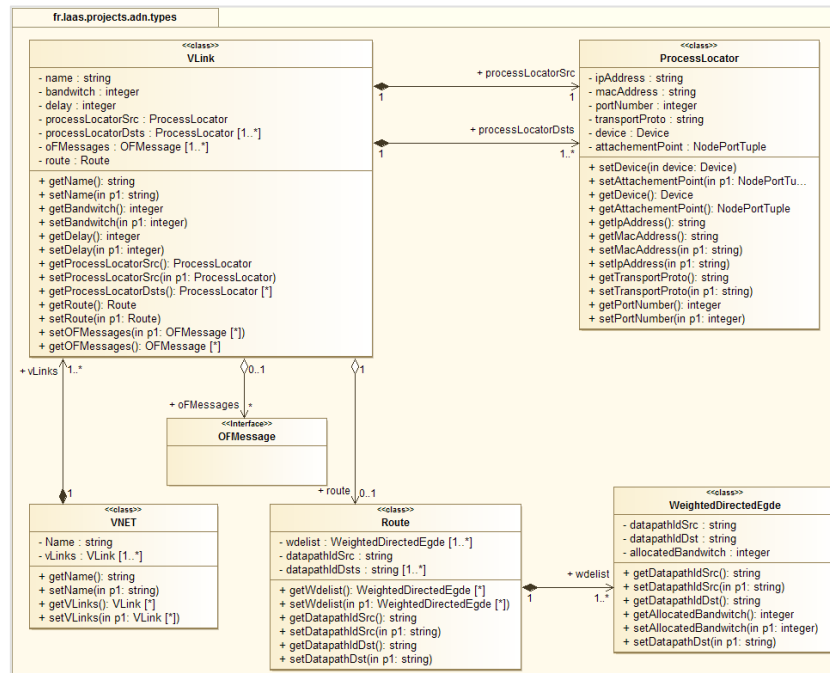 fr.laas.projects.adn.types
<<class>>
VLink
- name : string
- bandwitch : integer
- delay : integer
- processLocatorSrc : ProcessLocator
- processLocatorDsts : ProcessLocator [1..*]
- oFMessages : OFMessage [1..*]
- route : Route
+ getName(): string
+ setName(in p1: string)
+ getBandwitch(): integer
+ setBandwitch(in p1: integer)
+ getDelay(): integer
+ setDelay(in p1: integer)
+ getProcessLocatorSrc(): ProcessLocator
+ setProcessLocatorSrc(in p1: ProcessLocator)
+ getProcessLocatorDsts(): ProcessLocator [*]
+ getRoute(): Route
+ setRoute(in p1: Route)
+ setOFMessages(in p1: OFMessage [*])
+ getOFMessages(): OFMessage [*]
+ processLocatorSrc
1
1
+ processLocatorDsts
1
1..*
<<class>>
ProcessLocator
- ipAddress : string
- macAddress : string
- portNumber : integer
- transportProto : string
- device : Device
- attachementPoint : NodePortTuple
+ setDevice(in device: Device)
+ setAttachementPoint(in p1: NodePortTu...
+ getDevice(): Device
+ getAttachementPoint(): NodePortTuple
+ getIpAddress(): string
+ getMacAddress(): string
+ setMacAddress(in p1: string)
+ setIpAddress(in p1: string)
+ getTransportProto(): string
+ setTransportProto(in p1: string)
+ getPortNumber(): integer
+ setPortNumber(in p1: integer)
+ vLinks
1..*
0..1
1
+ oFMessages
*
<<Interface>>
OFMessage
1
+ route
0..1
<<class>>
VNET
- Name : string
- vLinks : VLink [1..*]
+ getName(): string
+ setName(in p1: string)
+ getVLinks(): VLink [*]
+ setVLinks(in p1: VLink [*])
<<class>>
Route
- wdelist : WeightedDirectedEgde [1..*]
- datapathIdSrc : string
- datapathIdDsts : string [1..*]
+ getWdelist(): WeightedDirectedEgde [*]
+ setWdelist(in p1: WeightedDirectedEgde [*])
+ getDatapathIdSrc(): string
+ setDatapathIdSrc(in p1: string)
+ getDatapathIdDst(): string
+ setDatapathDst(in p1: string)
+ wdelist
1
1..*
<<class>>
WeightedDirectedEgde
- datapathIdSrc : string
- datapathIdDst : string
- allocatedBandwitch : integer
+ getDatapathIdSrc(): string
+ setDatapathIdSrc(in p1: string)
+ getDatapathIdDst(): string
+ getAllocatedBandwitch(): integer
+ setAllocatedBandwitch(in p1: integer)
+ setDatapathDst(in p1: string)